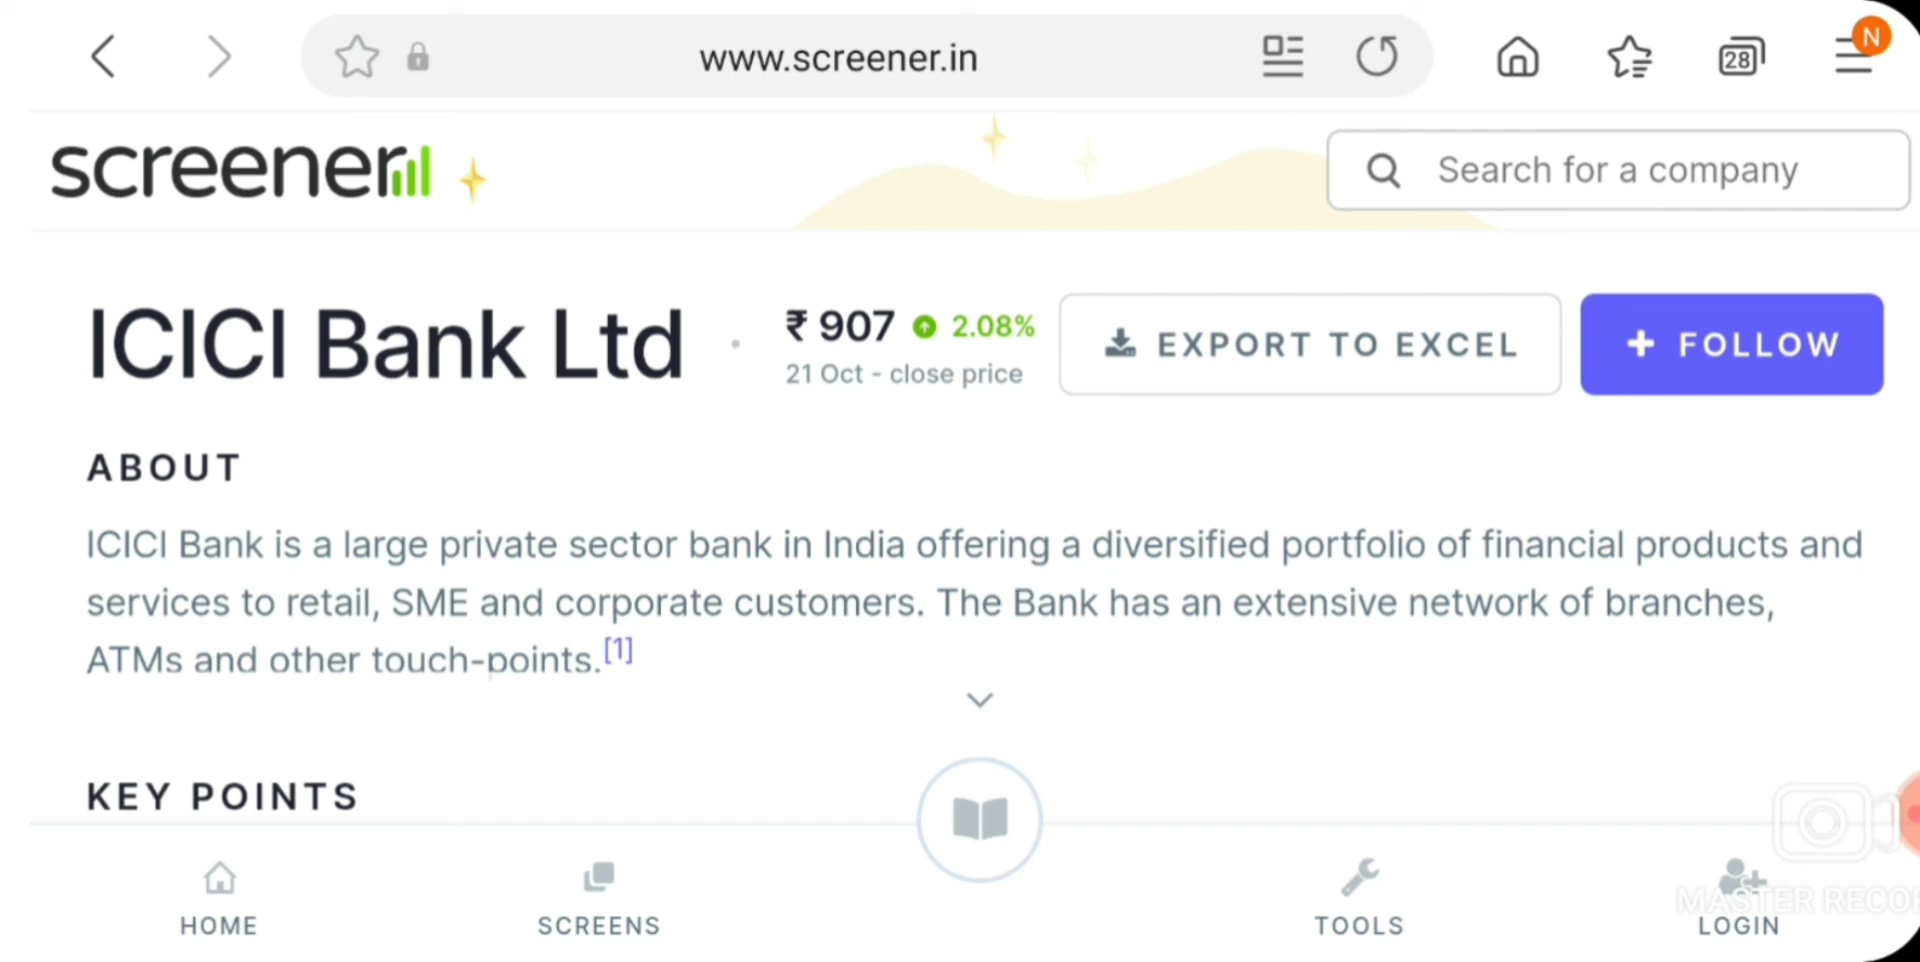 www.screener.in
28
N
screener
Search for a company
ICICI Bank Ltd
₹ 907 2.08%
21 Oct - close price
EXPORT TO EXCEL
+ FOLLOW
ABOUT
ICICI Bank is a large private sector bank in India offering a diversified portfolio of financial products and
services to retail, SME and corporate customers. The Bank has an extensive network of branches,
ATMs and other touch-points.[1]
KEY POINTS
HOME
SCREENS
TOOLS
LOGIN
MASTER RECO